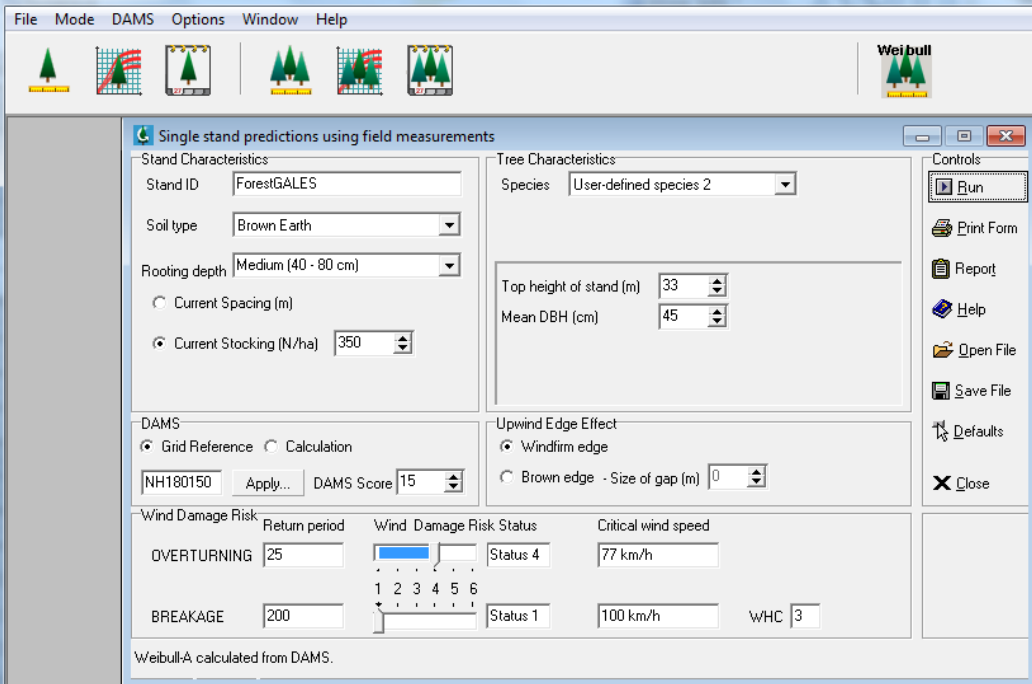 File Mode DAMS Options Window Help
Weibull
27
27
Single stand predictions using field measurements
Stand Characteristics
Stand ID ForestGALES
Soil type Brown Earth
Rooting depth Medium (40 - 80 cm)
Current Spacing (m)
Current Stocking (N/ha) 350
Tree Characteristics
Species User-defined species 2
Top height of stand (m) 33
Mean DBH (cm) 45
Controls
Run
Print Form
Report
Help
Open File
Save File
Defaults
Close
DAMS
Grid Reference Calculation
NH180150 Apply... DAMS Score 15
Upwind Edge Effect
Windfirm edge
Brown edge - Size of gap (m) 0
Wind Damage Risk
Return period Wind Damage Risk Status Critical wind speed
OVERTURNING 25 Status 4 77 km/h
1 2 3 4 5 6
BREAKAGE 200 Status 1 100 km/h WHC 3
Weibull-A calculated from DAMS.